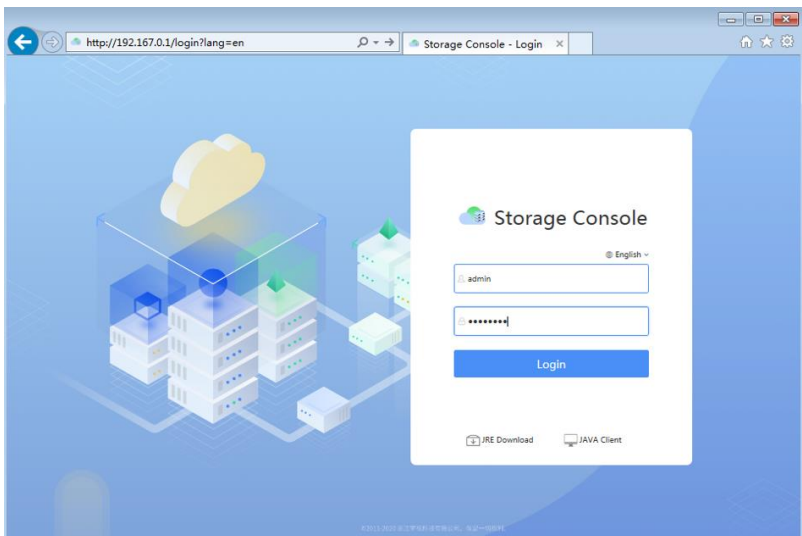 http://192.167.0.1/login?lang=en
Storage Console - Login
Storage Console
English
admin
Login
JRE Download
JAVA Client